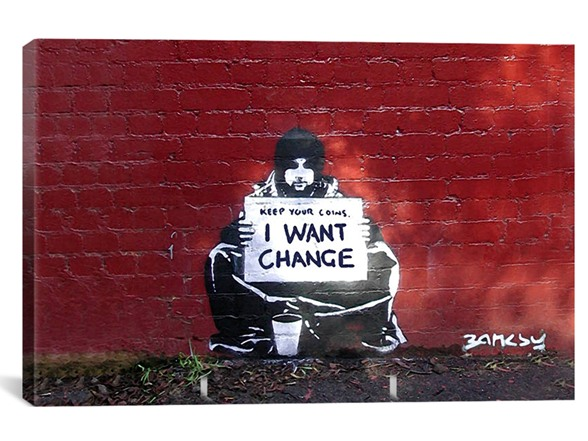 KEEP YOUR COINS.
I WANT
CHANGE
BANKSY